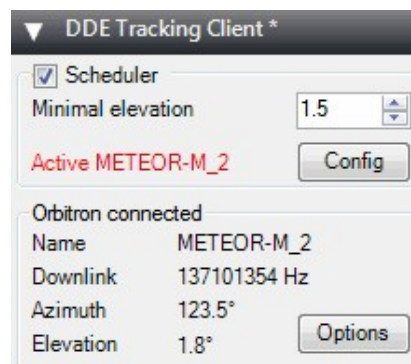 DDE Tracking Client *
Scheduler
Minimal elevation 1.5
Active METEOR-M_2 Config
Orbitron connected
Name METEOR-M_2
Downlink 137101354 Hz
Azimuth 123.5°
Elevation 1.8° Options